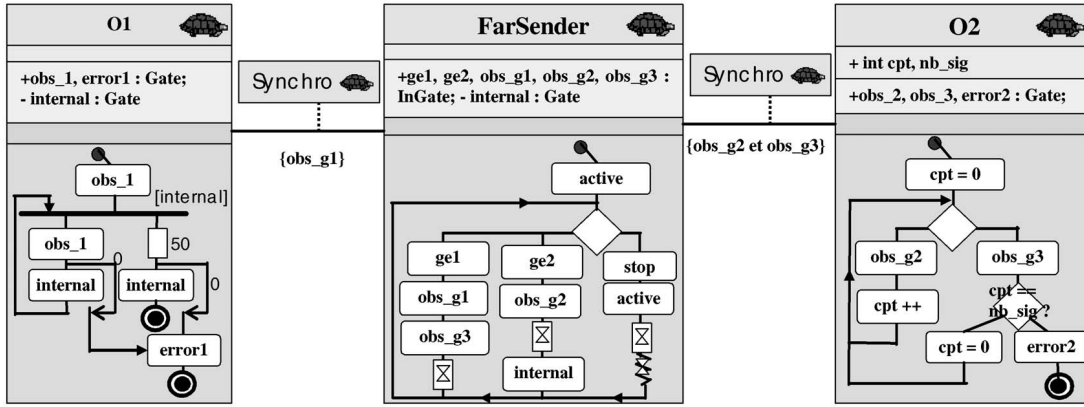 O1
+obs_1, error1 : Gate;
- internal : Gate
obs_1
[internal]
obs_1
50
0
internal
internal
0
error1
Synchro
{obs_g1}
FarSender
+ge1, ge2, obs_g1, obs_g2, obs_g3 :
InGate; - internal : Gate
active
ge1
ge2
stop
obs_g1
obs_g2
active
obs_g3
internal
Synchro
{obs_g2 et obs_g3}
O2
+ int cpt, nb_sig
+obs_2, obs_3, error2 : Gate;
cpt = 0
obs_g2
obs_g3
cpt ++
cpt ==
nb_sig ?
cpt = 0
error2